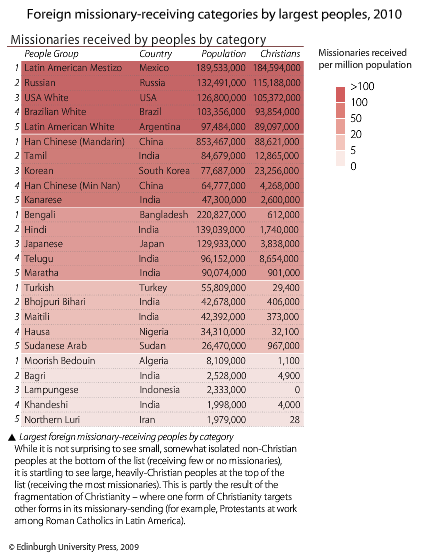 Foreign missionary-receiving categories by largest peoples, 2010
Missionaries received by peoples by category
People Group Country Population Christians
1 Latin American Mestizo Mexico 189,533,000 184,594,000
2 Russian Russia 132,491,000 115,188,000
3 USA White USA 126,800,000 105,372,000
4 Brazilian White Brazil 103,356,000 93,854,000
5 Latin American White Argentina 97,484,000 89,097,000
1 Han Chinese (Mandarin) China 853,467,000 88,621,000
2 Tamil India 84,679,000 12,865,000
3 Korean South Korea 77,687,000 23,256,000
4 Han Chinese (Min Nan) China 64,777,000 4,268,000
5 Kanarese India 47,300,000 2,600,000
1 Bengali Bangladesh 220,827,000 612,000
2 Hindi India 139,039,000 1,740,000
3 Japanese Japan 129,933,000 3,838,000
4 Telugu India 96,152,000 8,654,000
5 Maratha India 90,074,000 901,000
1 Turkish Turkey 55,809,000 29,400
2 Bhojpuri Bihari India 42,678,000 406,000
3 Maitili India 42,392,000 373,000
4 Hausa Nigeria 34,310,000 32,100
5 Sudanese Arab Sudan 26,470,000 967,000
1 Moorish Bedouin Algeria 8,109,000 1,100
2 Bagri India 2,528,000 4,900
3 Lampungese Indonesia 2,333,000 0
4 Khandeshi India 1,998,000 4,000
5 Northern Luri Iran 1,979,000 28
Missionaries received
per million population
>100
100
50
20
5
0
▲ Largest foreign missionary-receiving peoples by category
While it is not surprising to see small, somewhat isolated non-Christian
peoples at the bottom of the list (receiving few or no missionaries),
it is startling to see large, heavily-Christian peoples at the top of the
list (receiving the most missionaries). This is partly the result of the
fragmentation of Christianity – where one form of Christianity targets
other forms in its missionary-sending (for example, Protestants at work
among Roman Catholics in Latin America).
© Edinburgh University Press, 2009